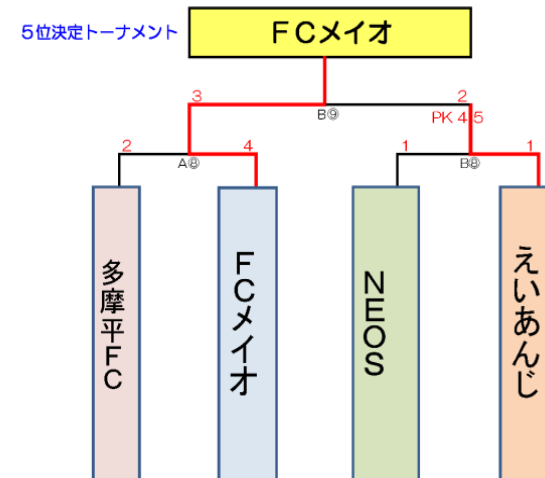 5位決定トーナメント
FCメイオ
3
2
B⑨
PK 4 5
2
4
1
1
A⑧
B⑧
多摩平FC
FCメイオ
NEOS
えいあんじ